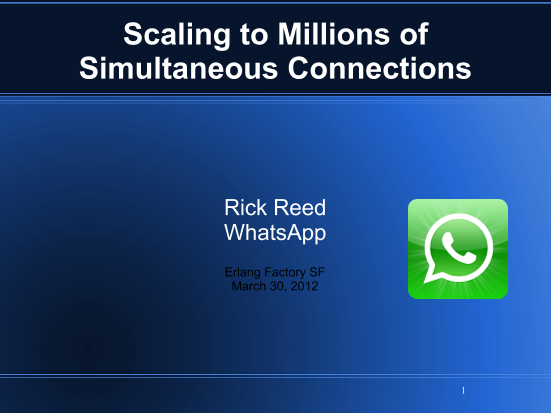 Scaling to Millions of
Simultaneous Connections
Rick Reed
WhatsApp
Erlang Factory SF
March 30, 2012
1